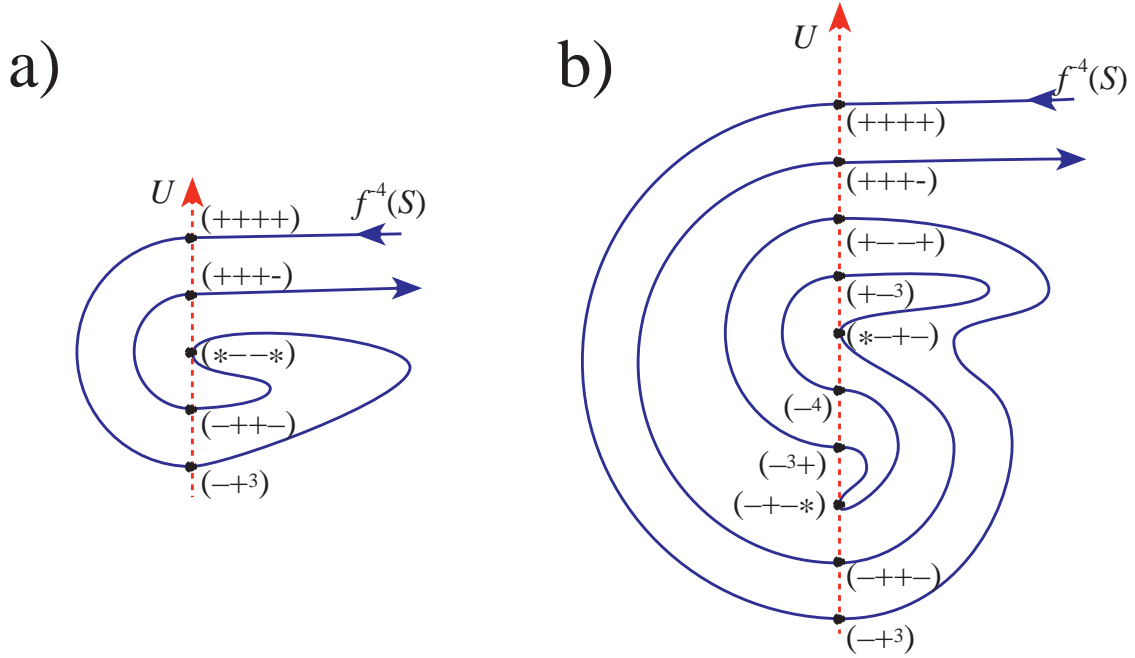 a)
U
f⁻⁴(S)
(++++)
(+++-)
(*−−*)
(−++−)
(−+³)
b)
U
f⁻⁴(S)
(++++)
(+++-)
(+−−+)
(+−³)
(*−+−)
(−⁴)
(−³+)
(−+−*)
(−++−)
(−+³)